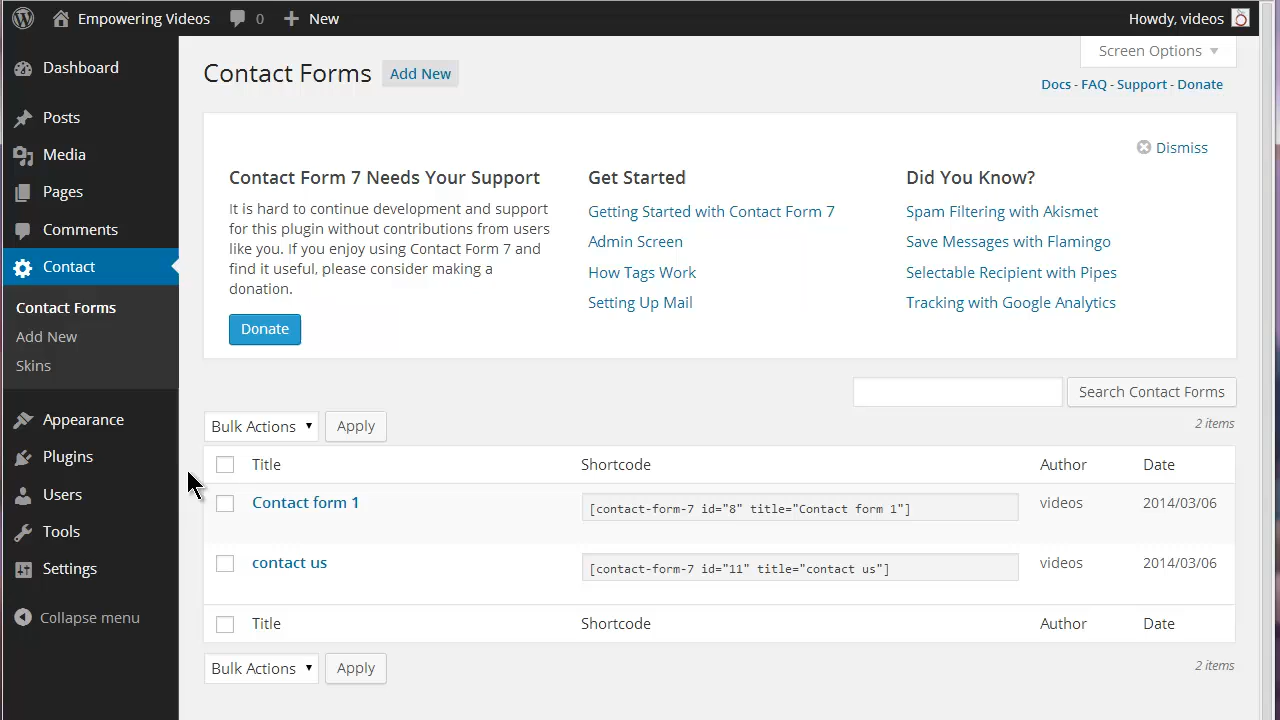 Empowering Videos 0 New Howdy, videos
Screen Options
Docs - FAQ - Support - Donate
Dashboard
Posts
Media
Pages
Comments
Contact
Contact Forms
Add New
Skins
Appearance
Plugins
Users
Tools
Settings
Collapse menu
Contact Forms Add New
Dismiss
Contact Form 7 Needs Your Support
It is hard to continue development and support
for this plugin without contributions from users
like you. If you enjoy using Contact Form 7 and
find it useful, please consider making a
donation.
Donate
Get Started
Getting Started with Contact Form 7
Admin Screen
How Tags Work
Setting Up Mail
Did You Know?
Spam Filtering with Akismet
Save Messages with Flamingo
Selectable Recipient with Pipes
Tracking with Google Analytics
Search Contact Forms
Bulk Actions Apply 2 items
Title Shortcode Author Date
Contact form 1 [contact-form-7 id="8" title="Contact form 1"] videos 2014/03/06
contact us [contact-form-7 id="11" title="contact us"] videos 2014/03/06
Title Shortcode Author Date
Bulk Actions Apply 2 items